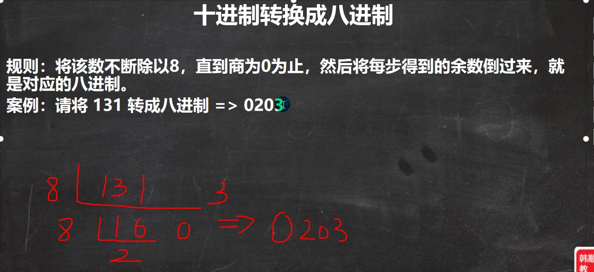 十进制转换成八进制
规则：将该数不断除以8，直到商为0为止，然后将每步得到的余数倒过来，就
是对应的八进制。
案例：请将 131 转成八进制 => 0203
8 131 3
8 16 0 => 0203
2
韩顺
教